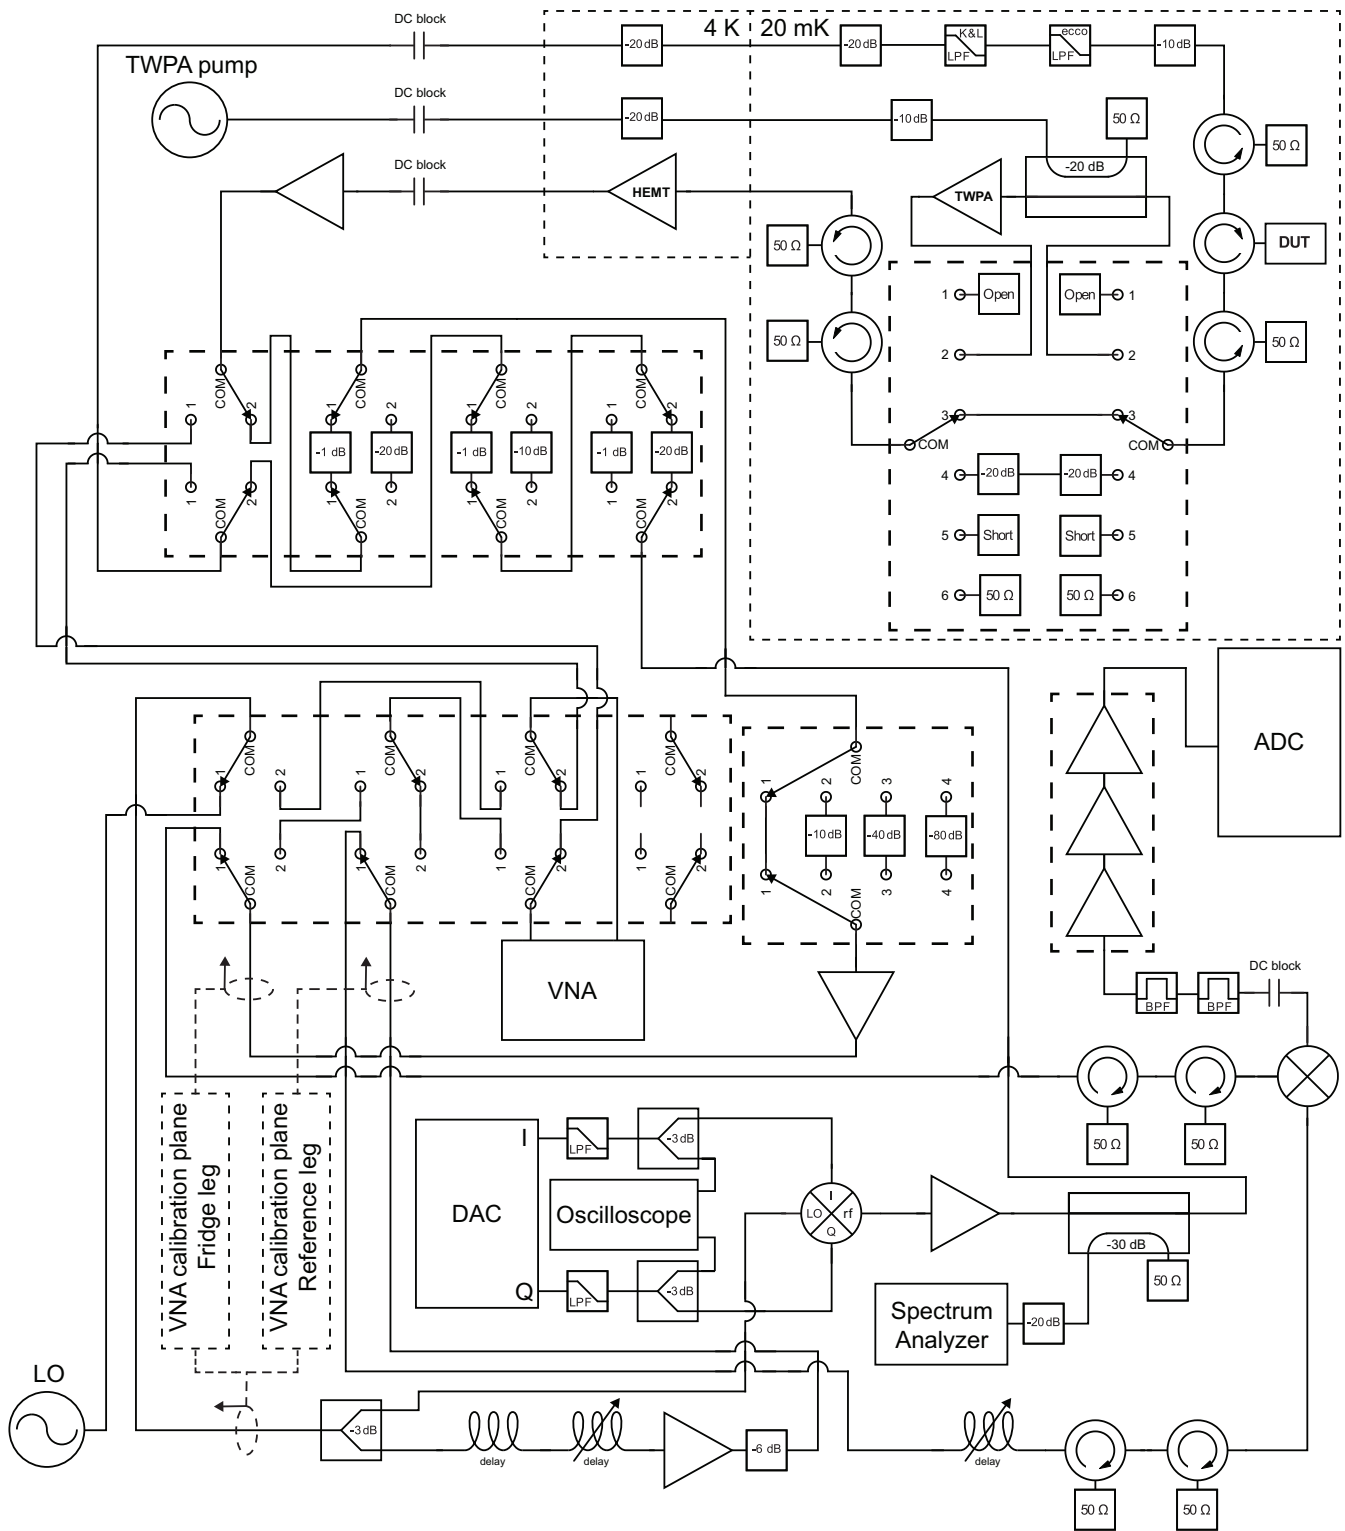 DC block
-20 dB
4 K
20 mK
-20 dB
K&L
LPF
ecco
LPF
-10 dB
TWPA pump
DC block
-20 dB
-10 dB
50 Ω
-20 dB
50 Ω
DC block
HEMT
TWPA
50 Ω
DUT
50 Ω
50 Ω
50 Ω
1
Open
Open
1
2
2
3
3
COM
COM
4
-20 dB
-20 dB
4
5
Short
Short
5
6
50 Ω
50 Ω
6
COM
COM
COM
COM
1
2
1
2
1
2
1
2
-1 dB
-20 dB
-1 dB
-10 dB
-1 dB
-20 dB
1
2
1
2
1
2
1
2
COM
COM
COM
COM
COM
COM
COM
COM
1
2
1
2
1
2
1
2
1
2
1
2
1
2
1
2
COM
COM
COM
COM
COM
1
2
3
4
-10 dB
-40 dB
-80 dB
1
2
3
4
COM
ADC
VNA
DC block
BPF
BPF
VNA calibration plane
Fridge leg
VNA calibration plane
Reference leg
50 Ω
50 Ω
DAC
I
LPF
-3 dB
Oscilloscope
Q
LPF
-3 dB
I
LO
rf
Q
-30 dB
50 Ω
Spectrum
Analyzer
-20 dB
LO
-3 dB
delay
delay
-6 dB
delay
50 Ω
50 Ω